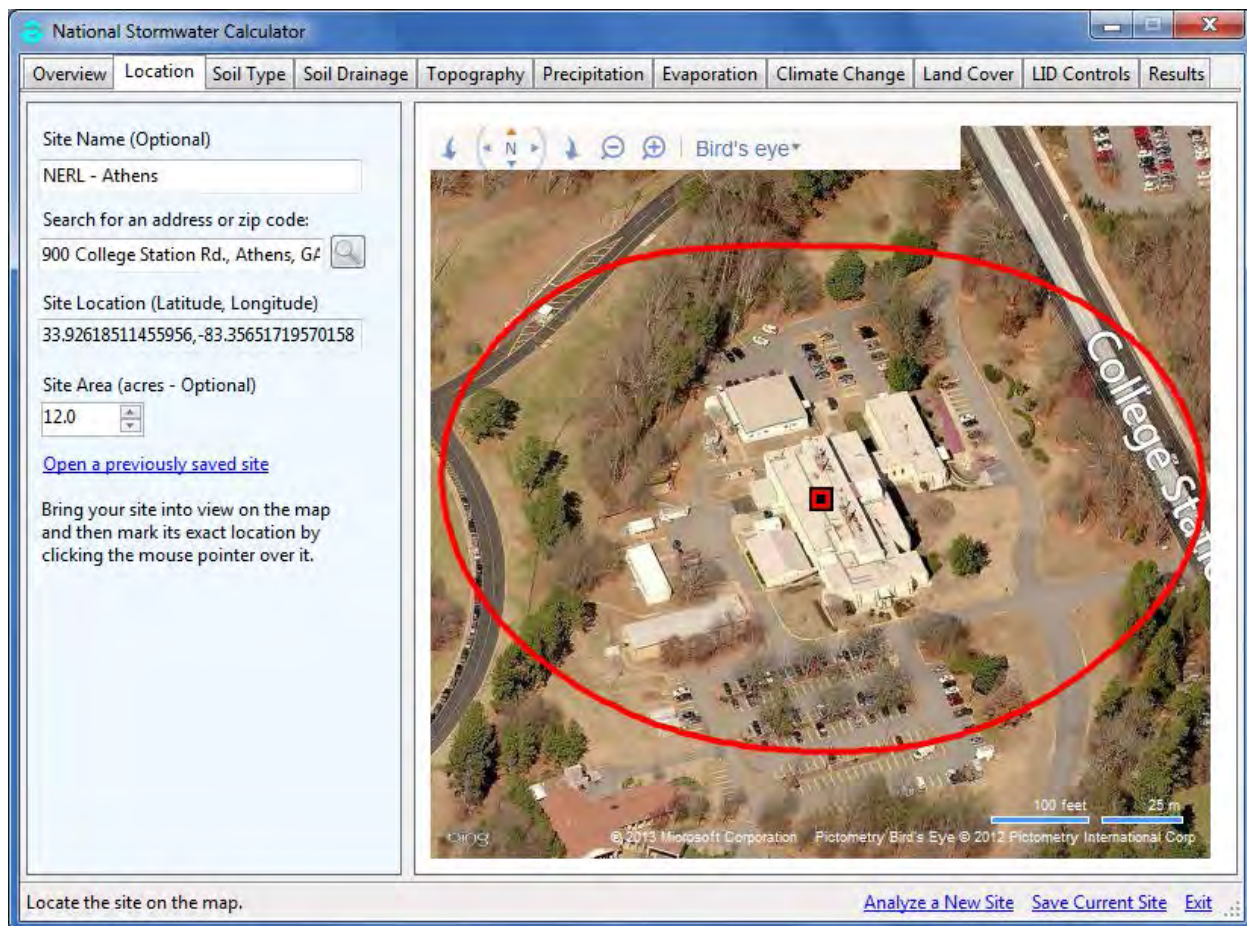 National Stormwater Calculator
Overview Location Soil Type Soil Drainage Topography Precipitation Evaporation Climate Change Land Cover LID Controls Results
Site Name (Optional)
NERL - Athens
Search for an address or zip code:
900 College Station Rd., Athens,
Site Location (Latitude, Longitude)
33.92618511455956,-83.35651719570158
Site Area (acres - Optional)
12.0
Open a previously saved site
Bring your site into view on the map
and then mark its exact location by
clicking the mouse pointer over it.
N Bird's eye
College Statio
100 feet 25 m
bing © 2013 Microsoft Corporation Pictometry Bird's Eye © 2012 Pictometry International Corp
Locate the site on the map.
Analyze a New Site Save Current Site Exit